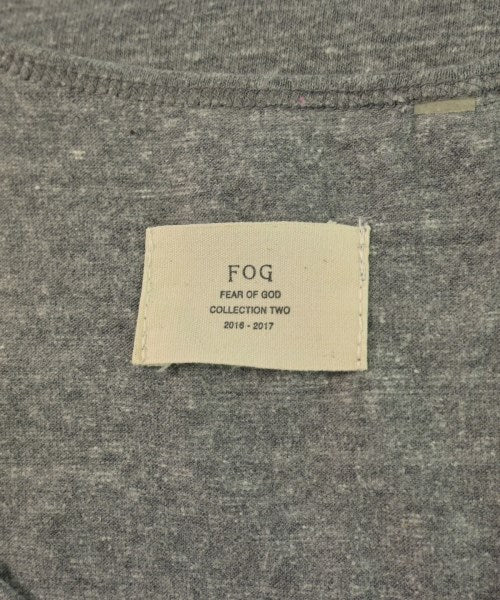 FOG
FEAR OF GOD
COLLECTION TWO
2016 - 2017